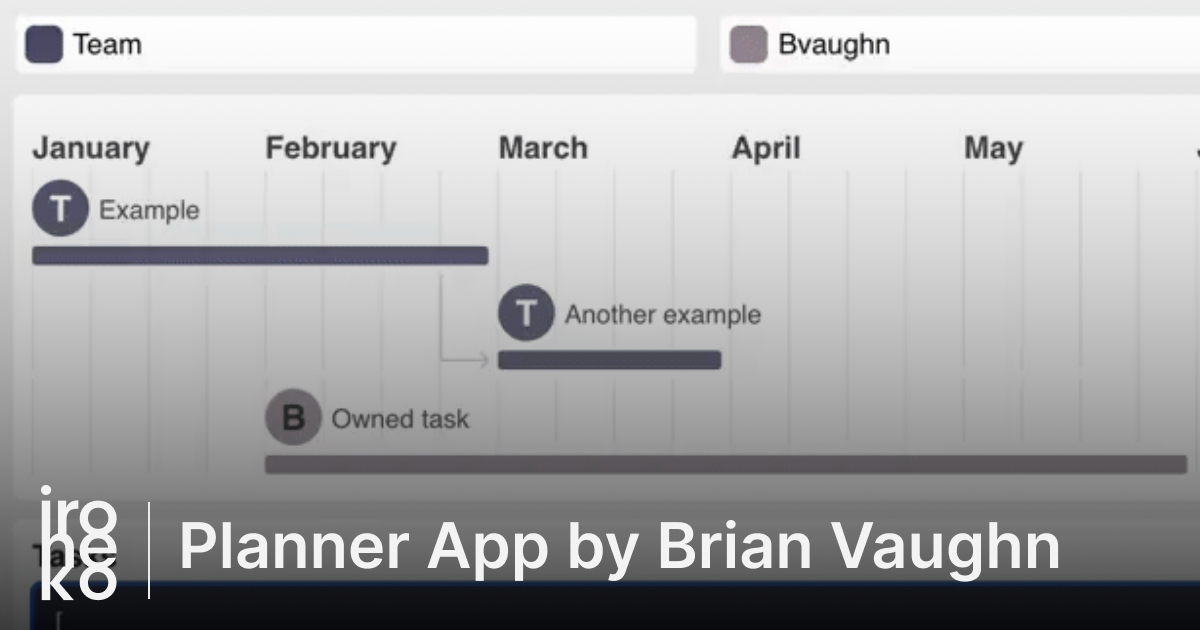 Team
Bvaughn
January February March April May
T Example
T Another example
B Owned task
iro
ne
ko
Planner App by Brian Vaughn
[